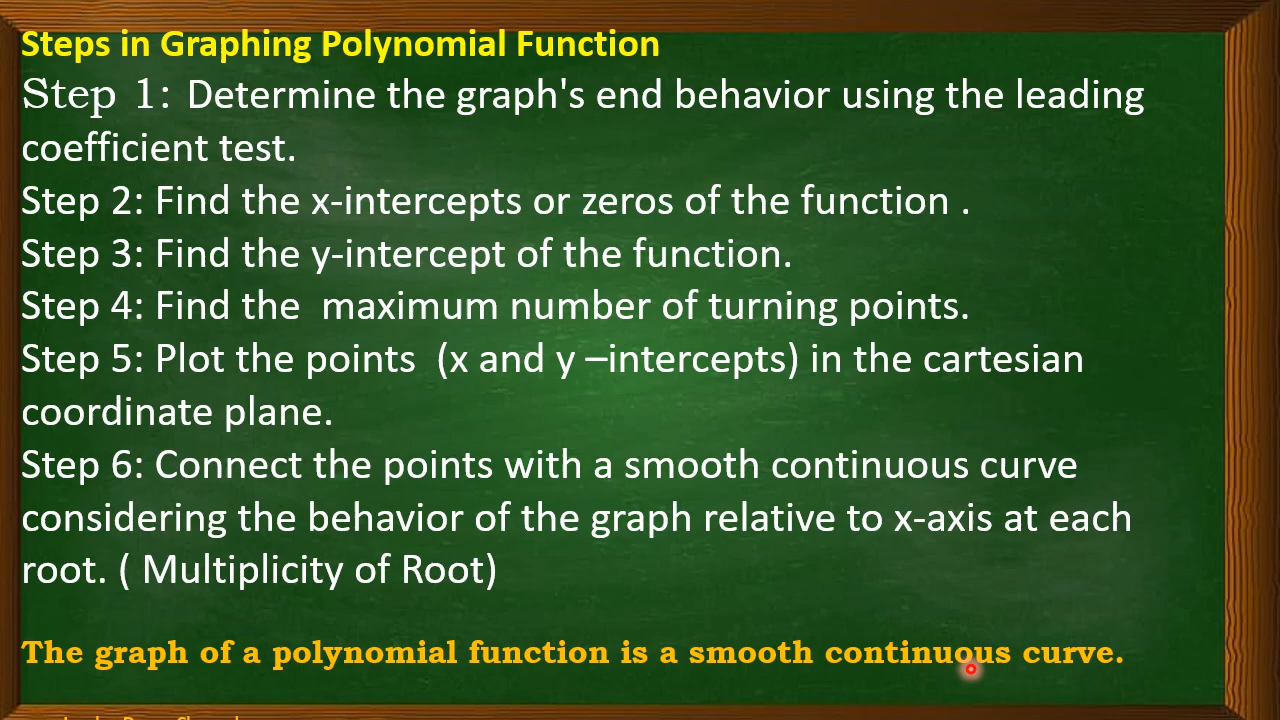 Steps in Graphing Polynomial Function
Step 1: Determine the graph's end behavior using the leading
coefficient test.
Step 2: Find the x-intercepts or zeros of the function .
Step 3: Find the y-intercept of the function.
Step 4: Find the  maximum number of turning points.
Step 5: Plot the points  (x and y –intercepts) in the cartesian
coordinate plane.
Step 6: Connect the points with a smooth continuous curve
considering the behavior of the graph relative to x-axis at each
root. ( Multiplicity of Root)
The graph of a polynomial function is a smooth continuous curve.